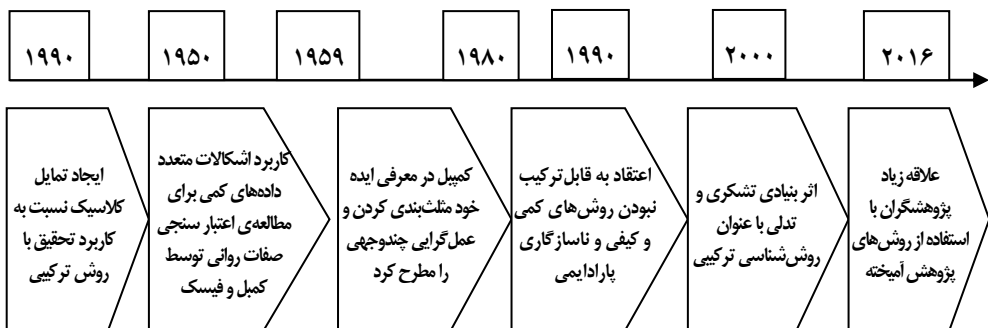 ۱۹۹۰
۱۹۵۰
۱۹۵۹
۱۹۸۰
۱۹۹۰
۲۰۰۰
۲۰۱۶
ایجاد تمایل
کلاسیک نسبت به
کاربرد تحقیق با
روش ترکیبی
کاربرد اشکالات متعدد
داده‌های کمی برای
مطالعه‌ی اعتبار سنجی
صفات روانی توسط
کمبل و فیسک
کمپبل در معرفی ایده
خود مثلث‌بندی کردن و
عمل‌گرایی چندوجهی
را مطرح کرد
اعتقاد به قابل ترکیب
نبودن روش‌های کمی
و کیفی و ناسازگاری
پارادایمی
اثر بنیادی تشکری و
تدلی با عنوان
روش‌شناسی ترکیبی
علاقه زیاد
پژوهشگران با
استفاده از روش‌های
پژوهش آمیخته